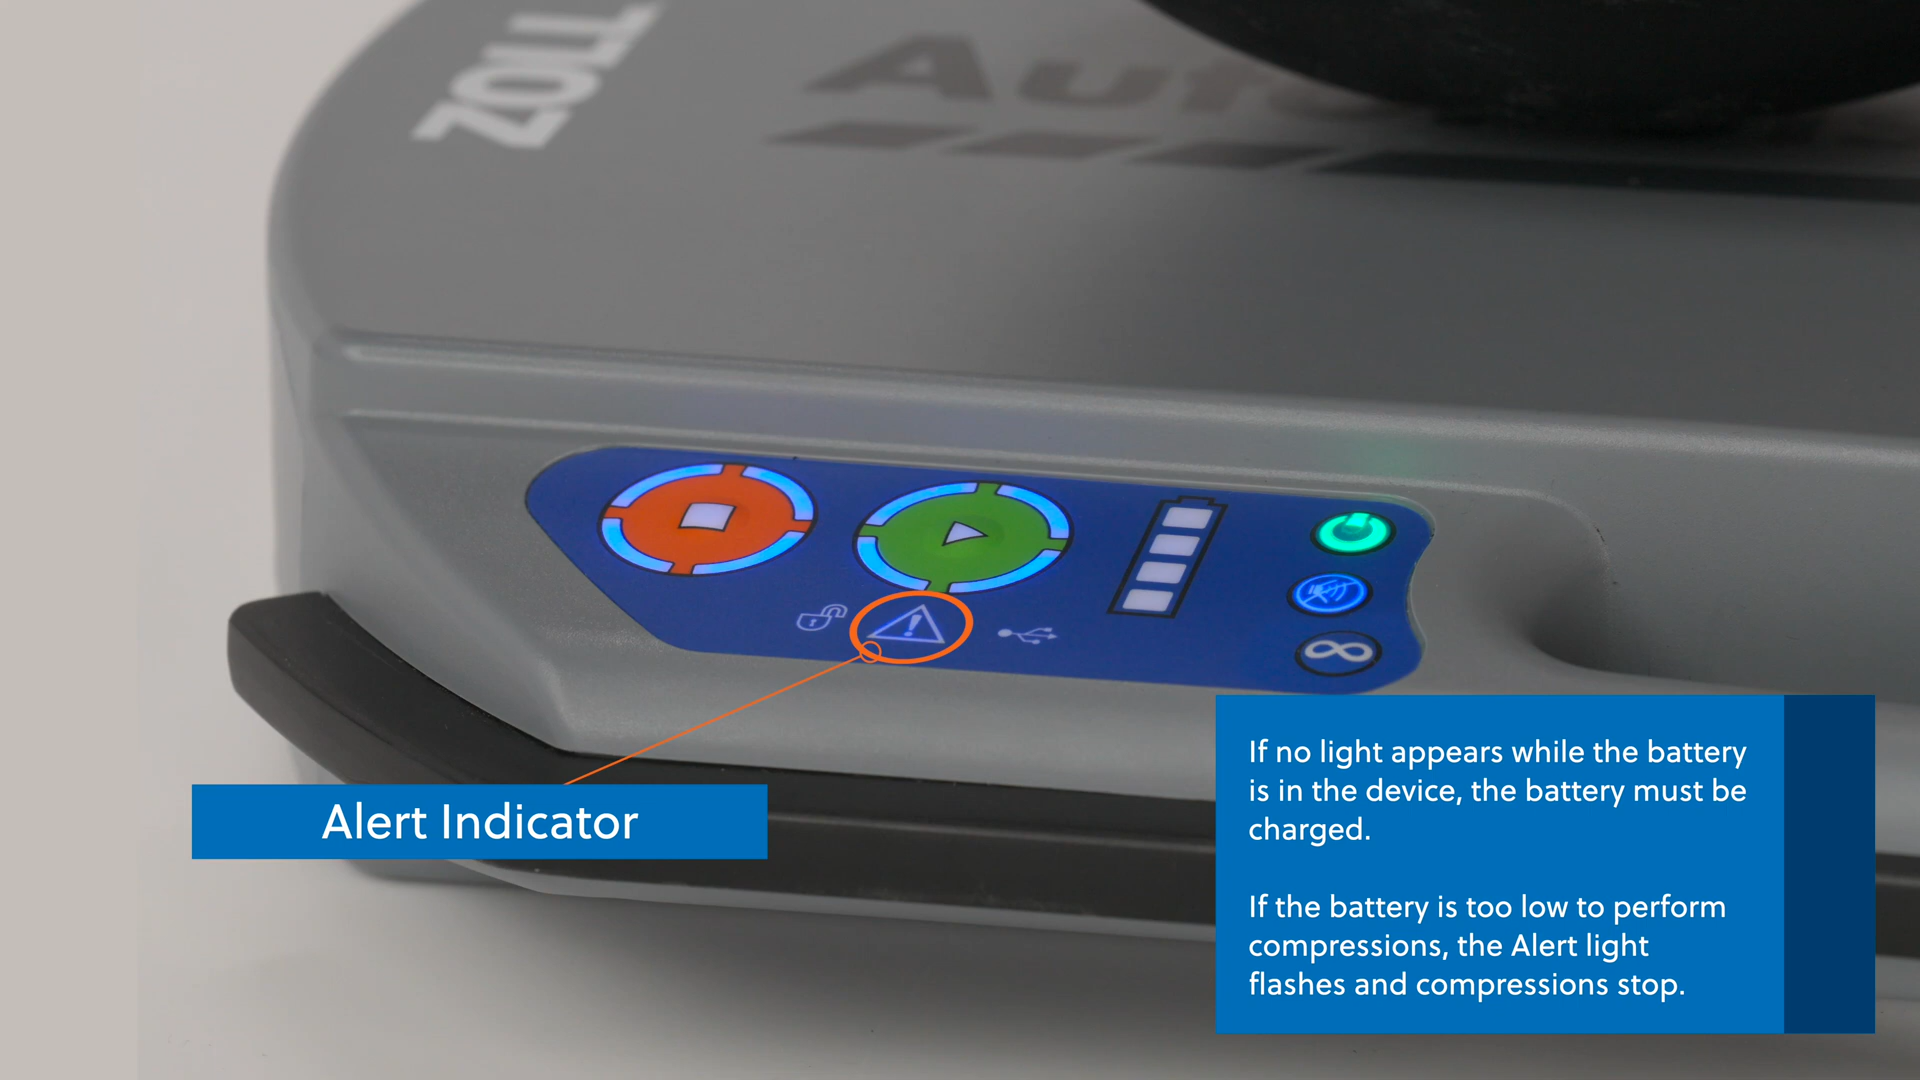 ZOLL
Auto
Alert Indicator
If no light appears while the battery
is in the device, the battery must be
charged.
If the battery is too low to perform
compressions, the Alert light
flashes and compressions stop.